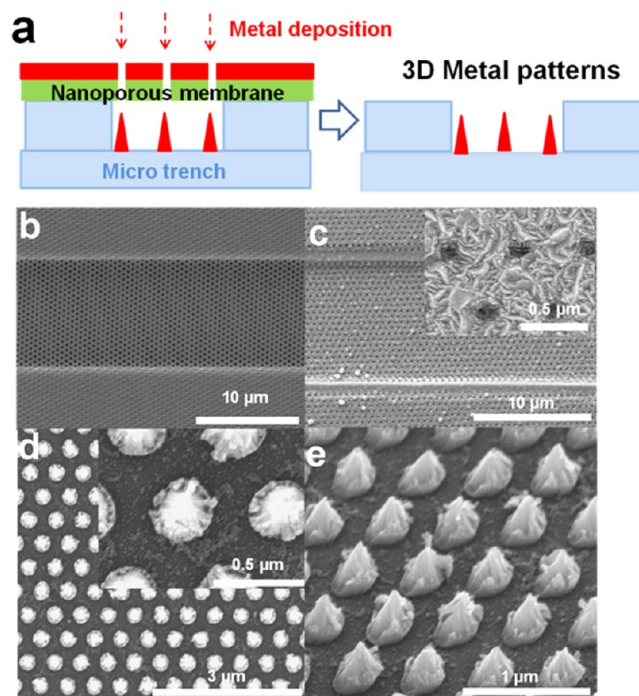 a
Metal deposition
Nanoporous membrane
3D Metal patterns
Micro trench
b
c
0.5 µm
10 µm
10 µm
d
e
0.5 µm
3 µm
1 µm